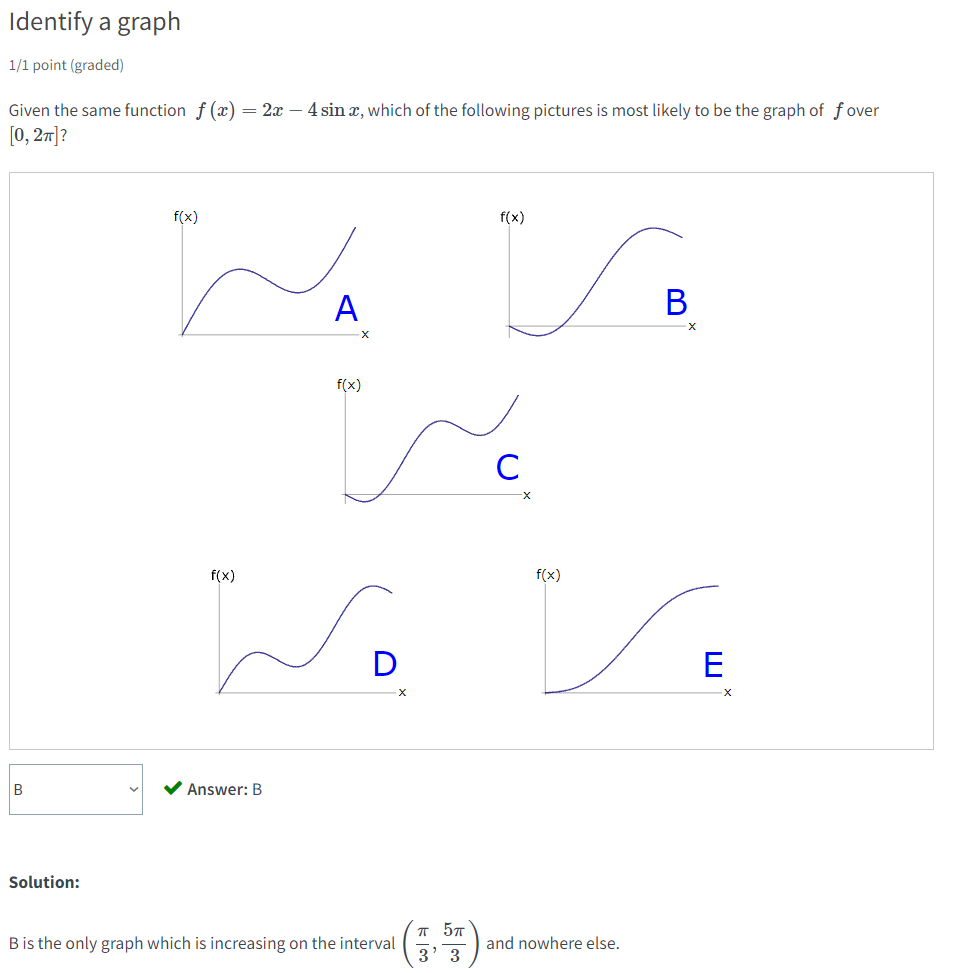 Identify a graph
1/1 point (graded)
Given the same function f (x) = 2x − 4 sin x, which of the following pictures is most likely to be the graph of f over
[0, 2π]?
f(x)
f(x)
A
B
x
x
f(x)
C
x
f(x)
f(x)
D
E
x
x
B
Answer: B
Solution:
B is the only graph which is increasing on the interval (π/3, 5π/3) and nowhere else.